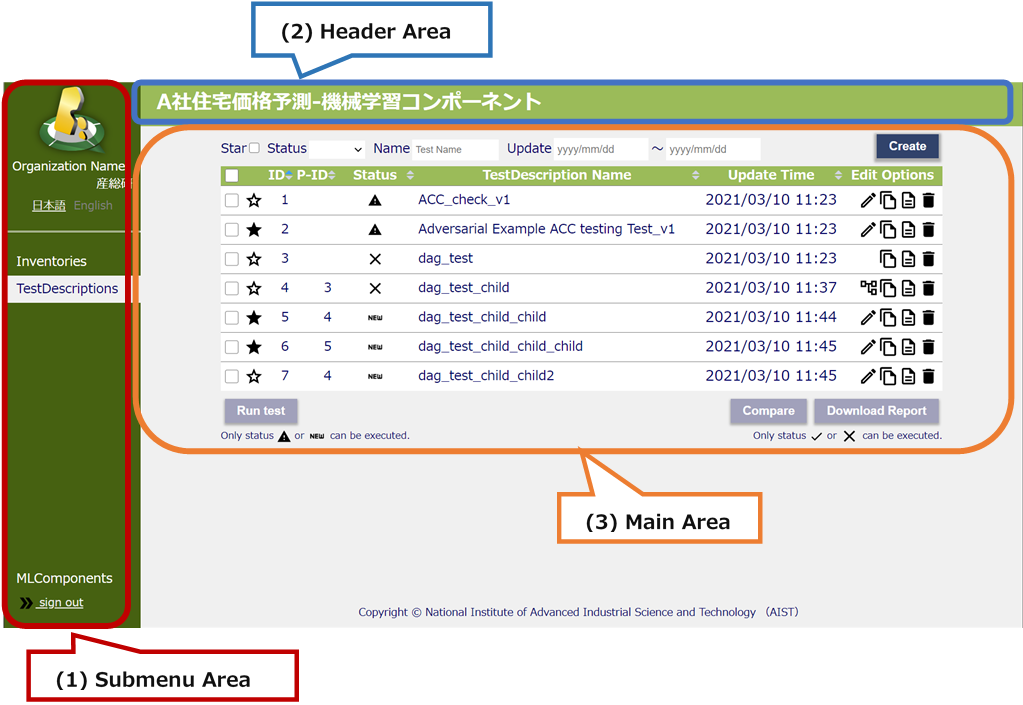 (2) Header Area
A社住宅価格予測-機械学習コンポーネント
Organization Name
産総研
日本語 English
Inventories
TestDescriptions
MLComponents
sign out
Star Status Name Test Name Update yyyy/mm/dd ～ yyyy/mm/dd Create
ID P-ID Status TestDescription Name Update Time Edit Options
1 ACC_check_v1 2021/03/10 11:23
2 Adversarial Example ACC testing Test_v1 2021/03/10 11:23
3 dag_test 2021/03/10 11:23
4 3 dag_test_child 2021/03/10 11:37
5 4 NEW dag_test_child_child 2021/03/10 11:44
6 5 NEW dag_test_child_child_child 2021/03/10 11:45
7 4 NEW dag_test_child_child2 2021/03/10 11:45
Run test Compare Download Report
Only status or NEW can be executed. Only status or can be executed.
(3) Main Area
Copyright © National Institute of Advanced Industrial Science and Technology （AIST）
(1) Submenu Area